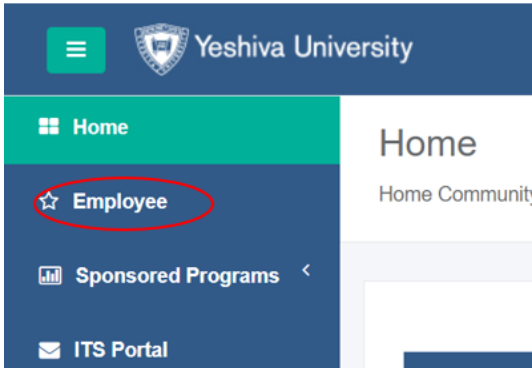 Yeshiva University
Home
Employee
Sponsored Programs
ITS Portal
Home
Home Community